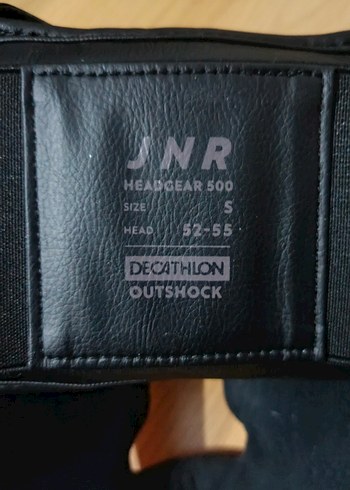 JNR
HEADGEAR 500
SIZE S
HEAD 52-55
DECATHLON
OUTSHOCK